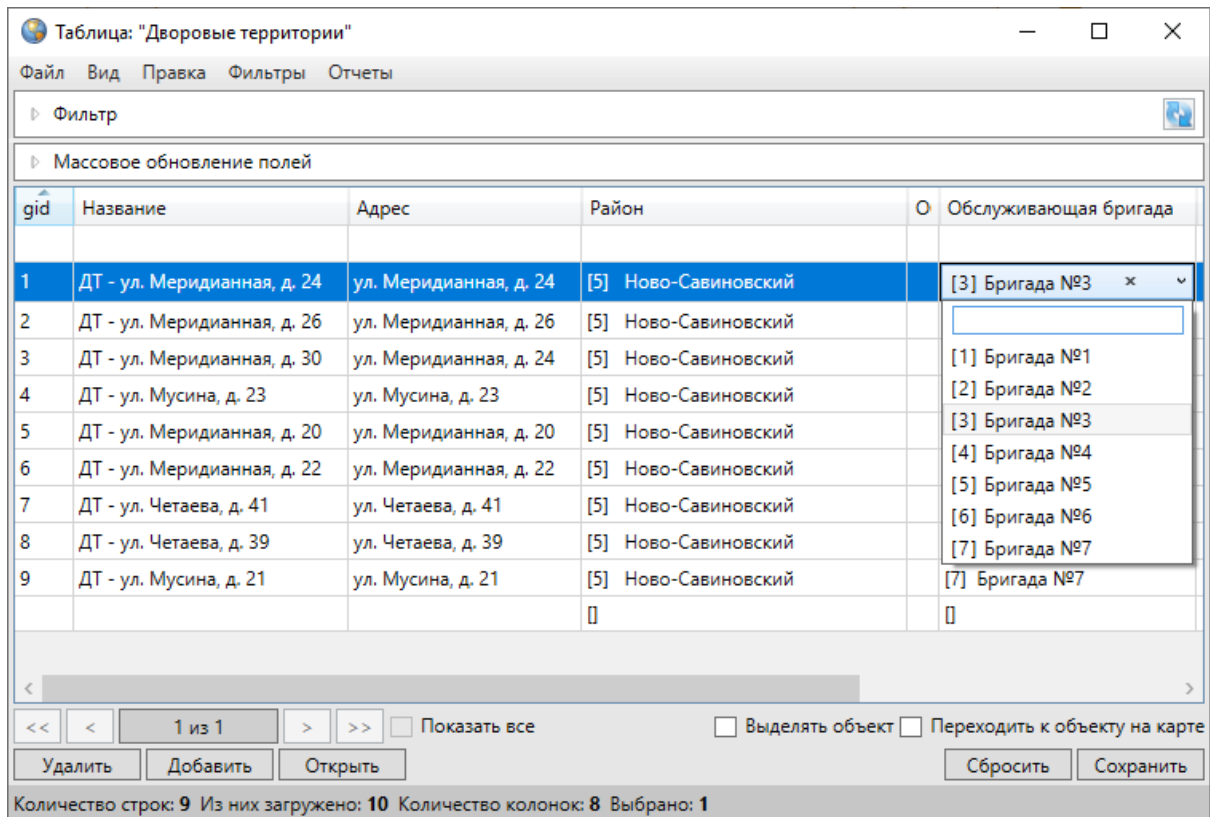 Таблица: "Дворовые территории"
Файл Вид Правка Фильтры Отчеты
Фильтр
Массовое обновление полей
gid Название Адрес Район О Обслуживающая бригада
1 ДТ - ул. Меридианная, д. 24 ул. Меридианная, д. 24 [5] Ново-Савиновский [3] Бригада №3
2 ДТ - ул. Меридианная, д. 26 ул. Меридианная, д. 26 [5] Ново-Савиновский
3 ДТ - ул. Меридианная, д. 30 ул. Меридианная, д. 24 [5] Ново-Савиновский [1] Бригада №1
4 ДТ - ул. Мусина, д. 23 ул. Мусина, д. 23 [5] Ново-Савиновский [2] Бригада №2
[3] Бригада №3
5 ДТ - ул. Меридианная, д. 20 ул. Меридианная, д. 20 [5] Ново-Савиновский [4] Бригада №4
6 ДТ - ул. Меридианная, д. 22 ул. Меридианная, д. 22 [5] Ново-Савиновский [5] Бригада №5
7 ДТ - ул. Четаева, д. 41 ул. Четаева, д. 41 [5] Ново-Савиновский [6] Бригада №6
8 ДТ - ул. Четаева, д. 39 ул. Четаева, д. 39 [5] Ново-Савиновский [7] Бригада №7
9 ДТ - ул. Мусина, д. 21 ул. Мусина, д. 21 [5] Ново-Савиновский [7] Бригада №7
[] []
<< < 1 из 1 > >> Показать все Выделять объект Переходить к объекту на карте
Удалить Добавить Открыть Сбросить Сохранить
Количество строк: 9 Из них загружено: 10 Количество колонок: 8 Выбрано: 1